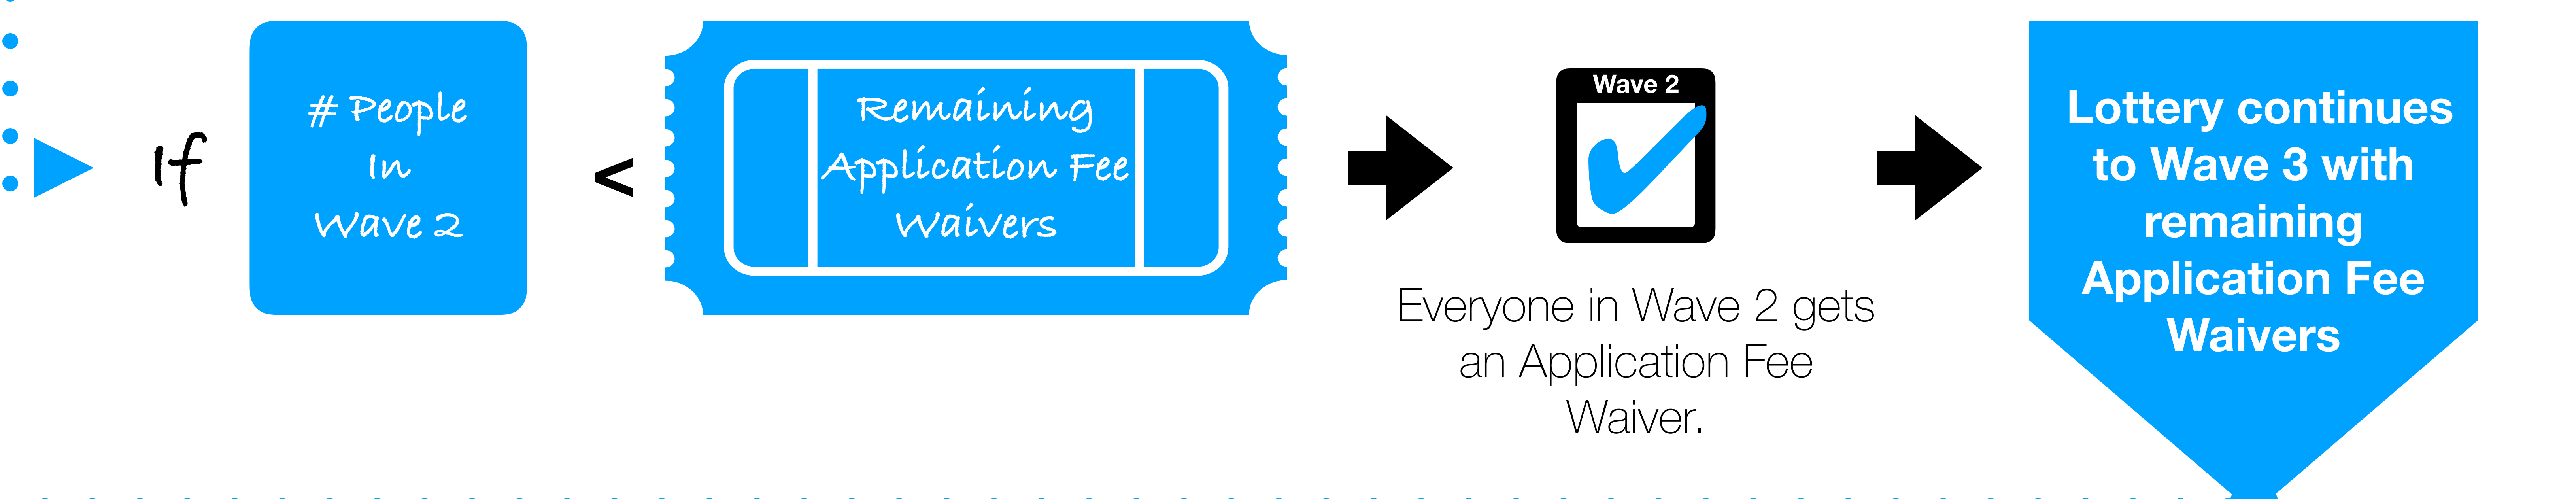 If
# People
In
Wave 2
<
Remaining
Application Fee
Waivers
Wave 2
Everyone in Wave 2 gets
an Application Fee
Waiver.
Lottery continues
to Wave 3 with
remaining
Application Fee
Waivers